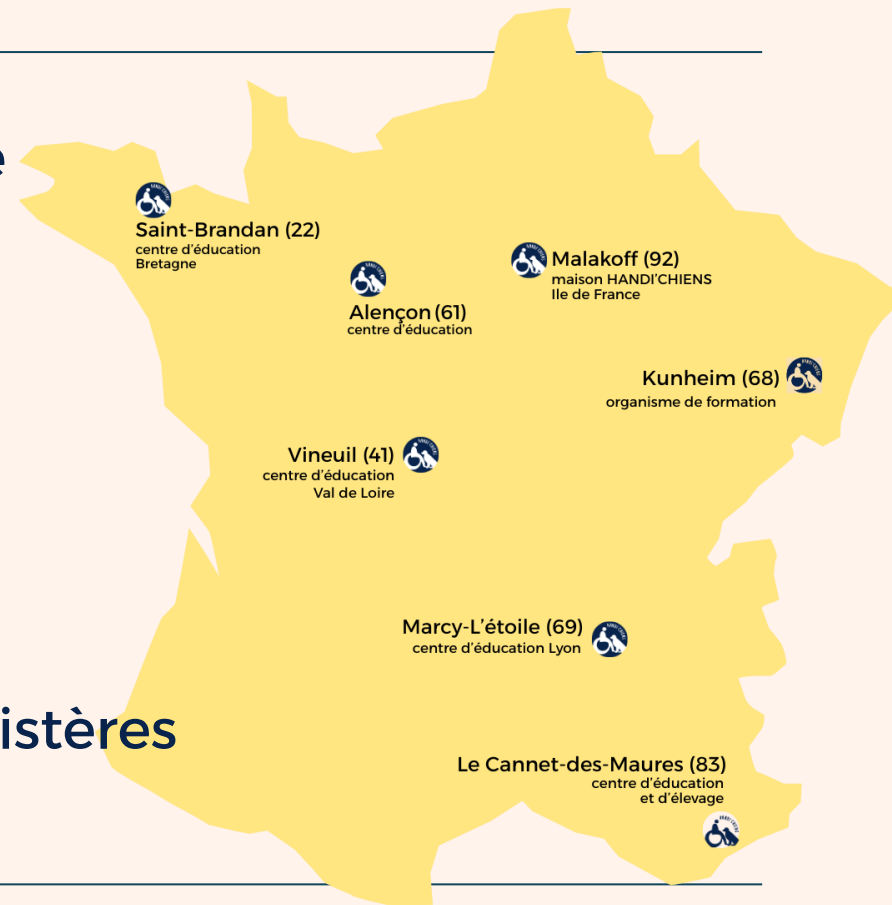 e
Saint-Brandan (22)
centre d'éducation
Bretagne
Malakoff (92)
maison HANDI'CHIENS
Ile de France
Alençon (61)
centre d'éducation
Kunheim (68)
organisme de formation
Vineuil (41)
centre d'éducation
Val de Loire
Marcy-L'étoile (69)
centre d'éducation Lyon
istères
Le Cannet-des-Maures (83)
centre d'éducation
et d'élevage